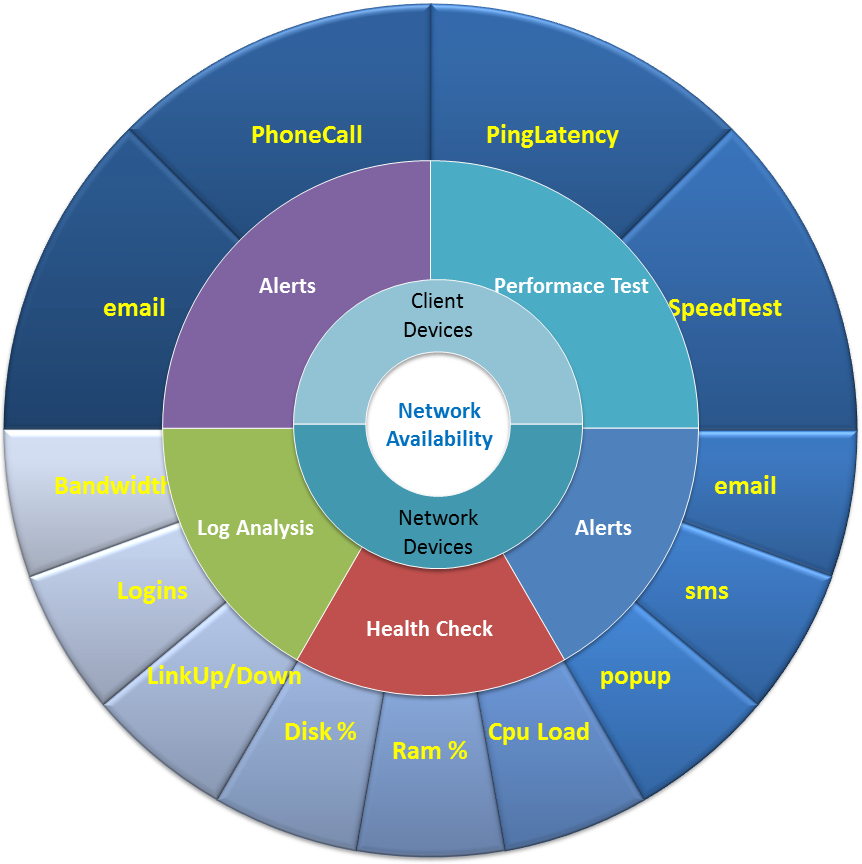 PhoneCall
PingLatency
email
Alerts
Performace Test
SpeedTest
Client
Devices
Network
Availability
Bandwidth
Log Analysis
Network
Devices
Alerts
email
Logins
sms
Health Check
LinkUp/Down
popup
Disk %
Ram %
Cpu Load